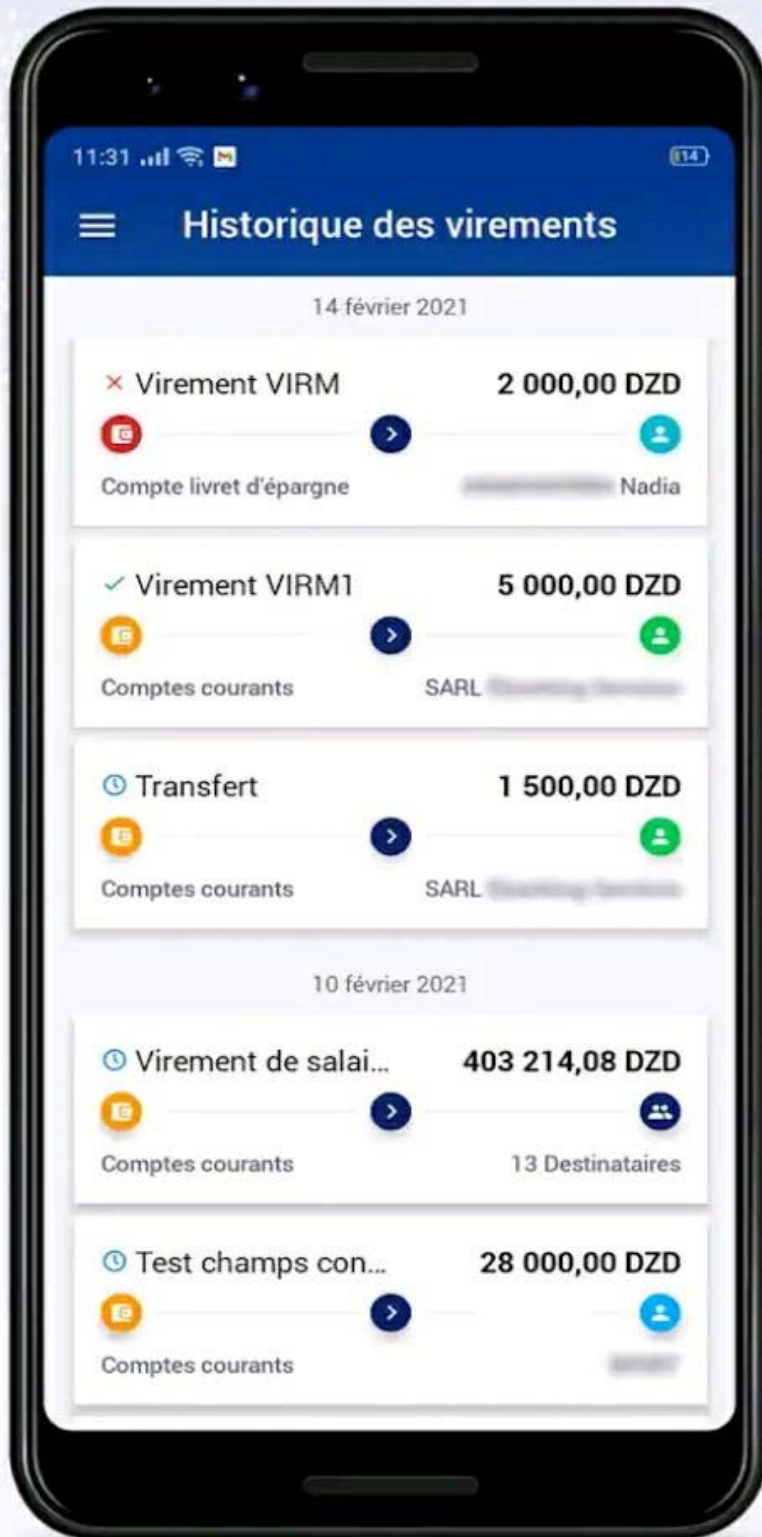 11:31
14
Historique des virements
14 février 2021
Virement VIRM 2 000,00 DZD
Compte livret d'épargne Nadia
Virement VIRM1 5 000,00 DZD
Comptes courants SARL
Transfert 1 500,00 DZD
Comptes courants SARL
10 février 2021
Virement de salai... 403 214,08 DZD
Comptes courants 13 Destinataires
Test champs con... 28 000,00 DZD
Comptes courants